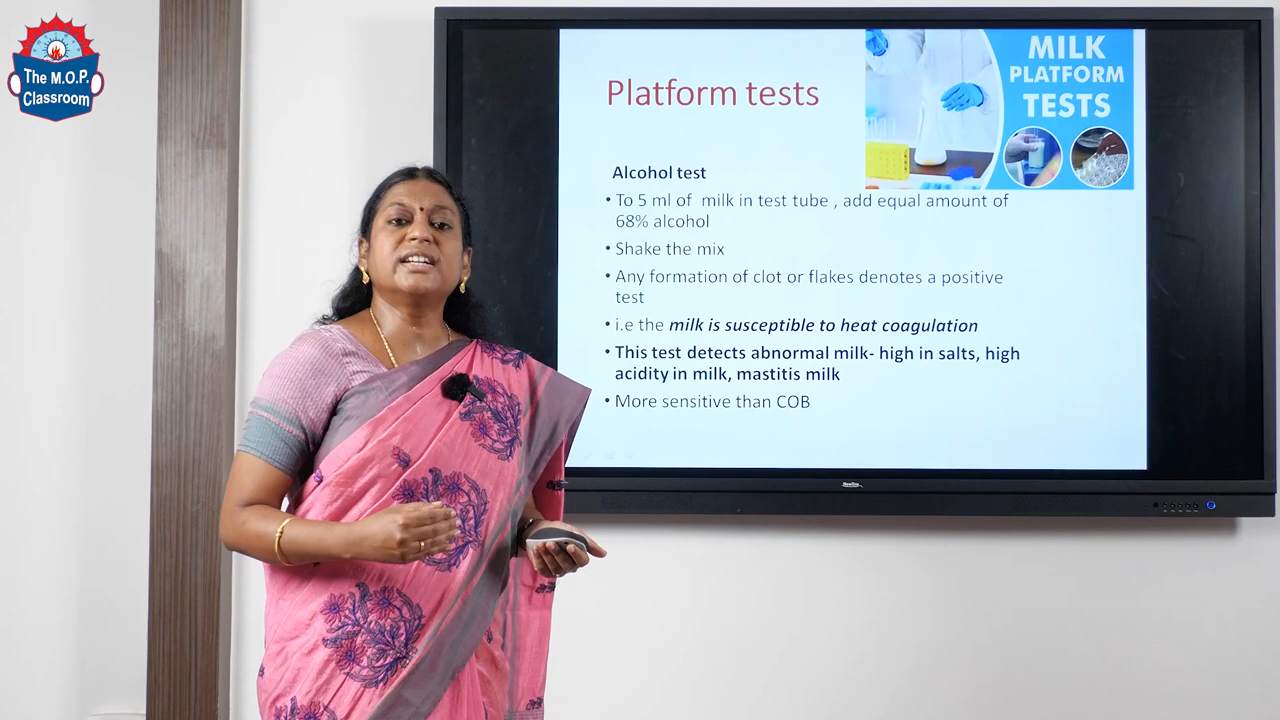 The M.O.P.
Classroom
MILK
PLATFORM
TESTS
Platform tests
Alcohol test
• To 5 ml of milk in test tube , add equal amount of
68% alcohol
• Shake the mix
• Any formation of clot or flakes denotes a positive
test
• i.e the milk is susceptible to heat coagulation
• This test detects abnormal milk- high in salts, high
acidity in milk, mastitis milk
• More sensitive than COB